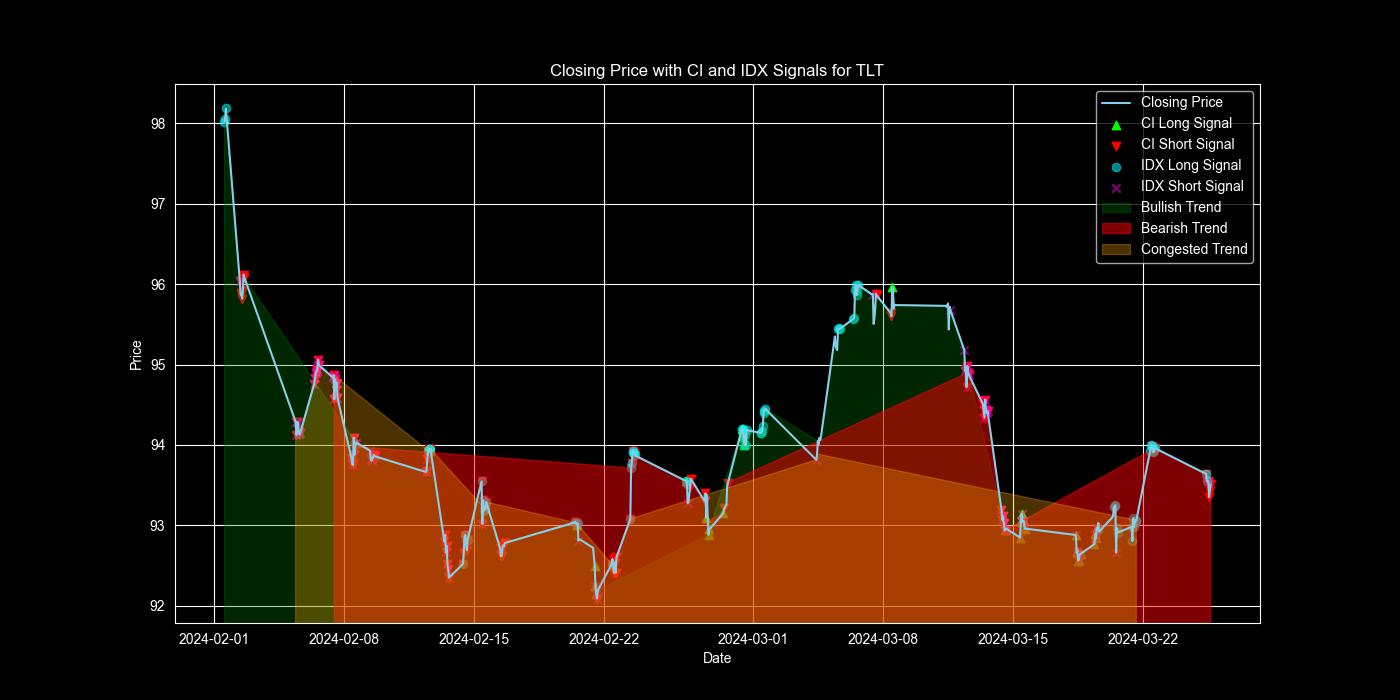 Closing Price with CI and IDX Signals for TLT
Closing Price
CI Long Signal
CI Short Signal
IDX Long Signal
IDX Short Signal
Bullish Trend
Bearish Trend
Congested Trend
98
97
96
95
94
93
92
Price
2024-02-01 2024-02-08 2024-02-15 2024-02-22 2024-03-01 2024-03-08 2024-03-15 2024-03-22
Date